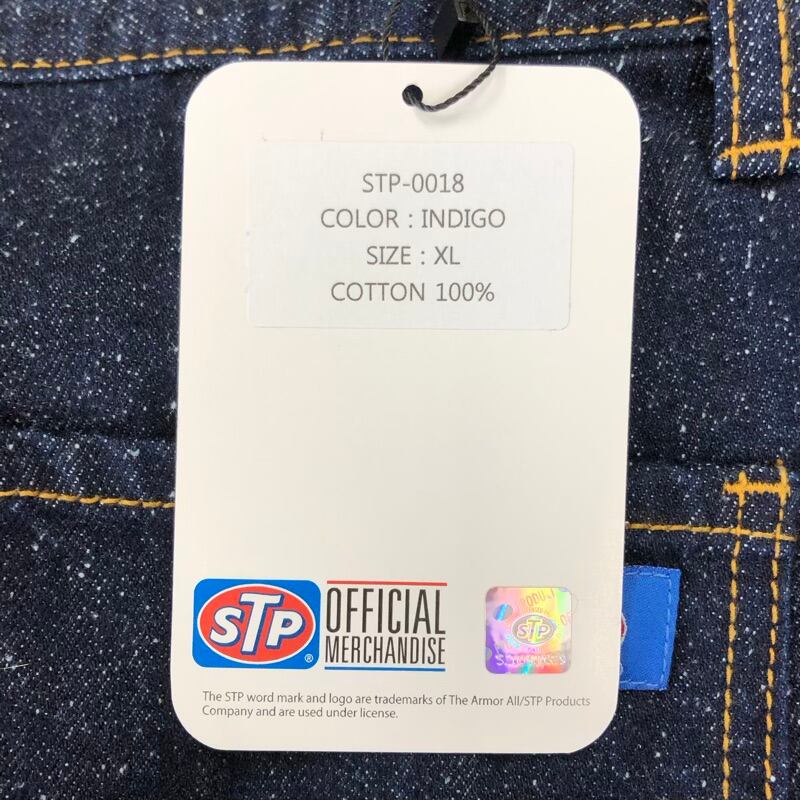 STP-0018
COLOR : INDIGO
SIZE : XL
COTTON 100%
STP®
OFFICIAL
MERCHANDISE
STP
The STP word mark and logo are trademarks of The Armor All/STP Products
Company and are used under license.